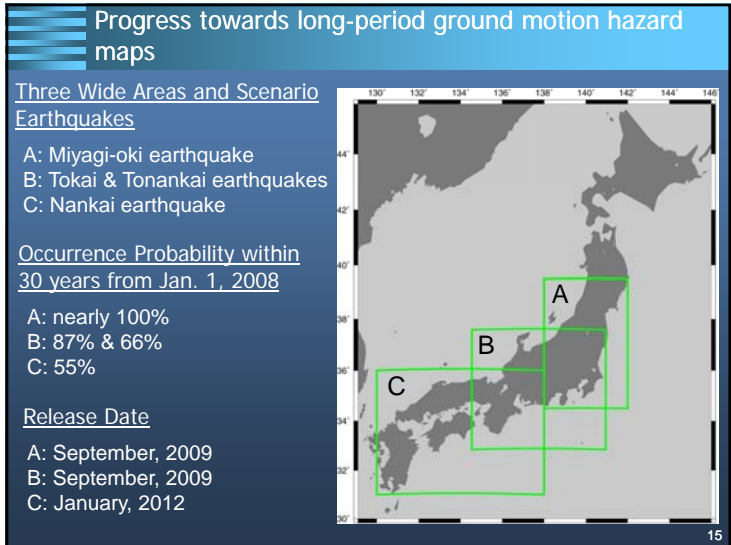 Progress towards long-period ground motion hazard
maps
Three Wide Areas and Scenario
Earthquakes
A: Miyagi-oki earthquake
B: Tokai & Tonankai earthquakes
C: Nankai earthquake
Occurrence Probability within
30 years from Jan. 1, 2008
A: nearly 100%
B: 87% & 66%
C: 55%
Release Date
A: September, 2009
B: September, 2009
C: January, 2012
130° 132° 134° 136° 138° 140° 142° 144° 146°
44°
42°
40°
38°
36°
34°
32°
30°
A
B
C
15